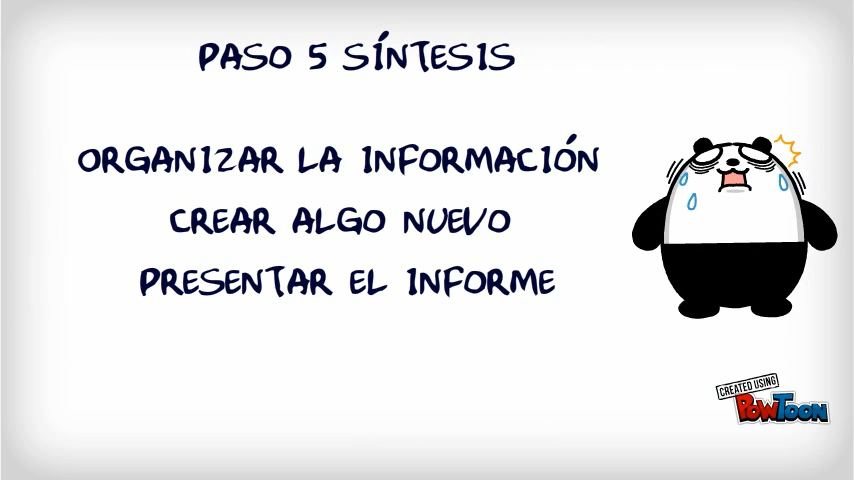 PASO 5 SÍNTESIS
ORGANIZAR LA INFORMACIÓN
CREAR ALGO NUEVO
PRESENTAR EL INFORME
CREATED USING
POWTOON